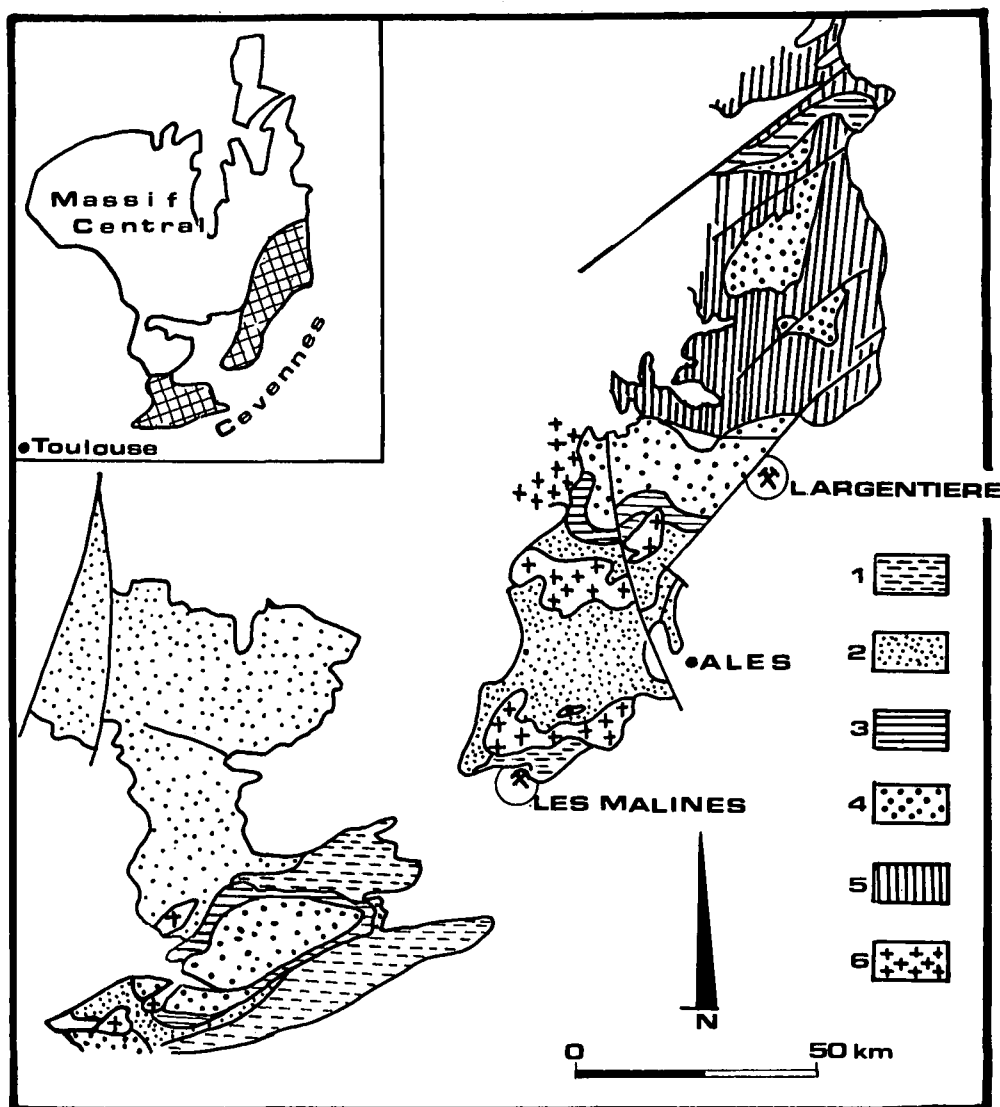 Massif
Central
Cevennes
Toulouse
LARGENTIERE
1
2
ALES
3
LES MALINES
4
5
6
N
0 50 km